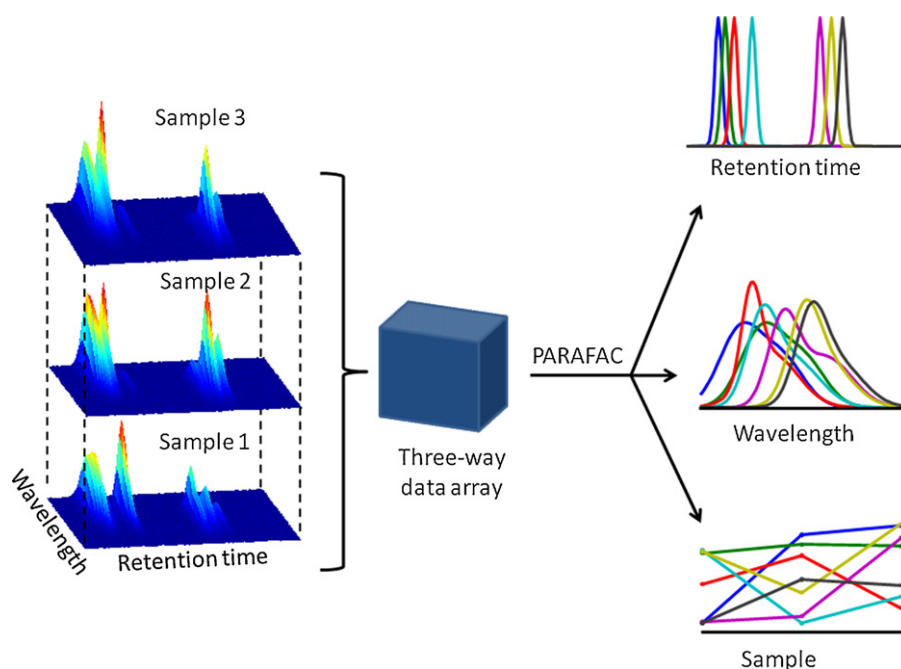 Sample 3
Sample 2
Sample 1
Wavelength
Retention time
Three-way
data array
PARAFAC
Retention time
Wavelength
Sample